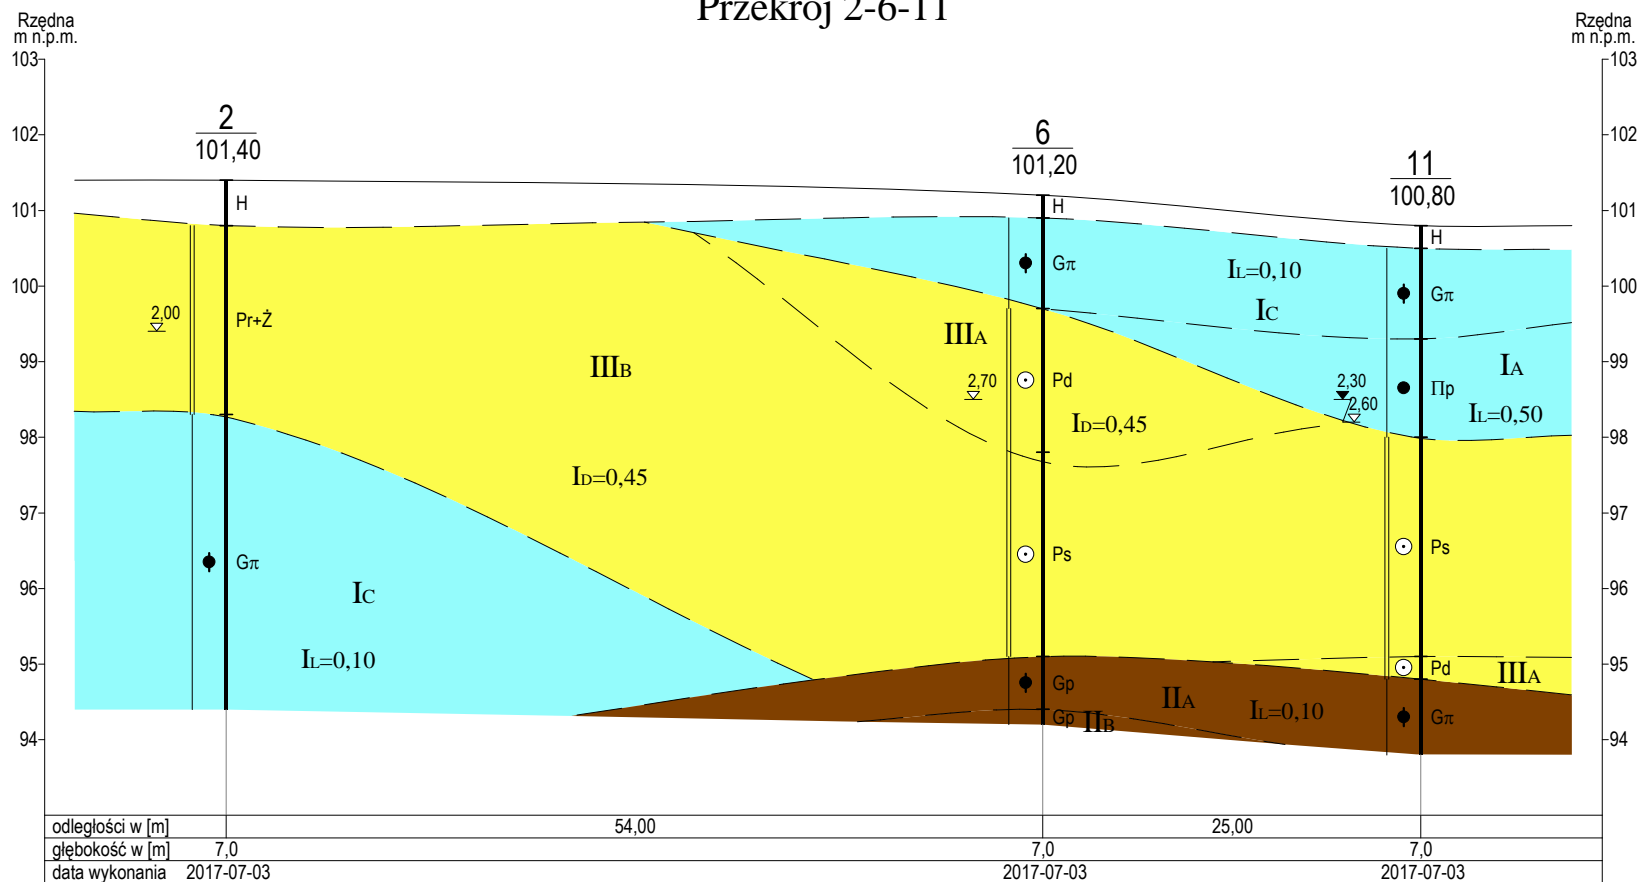 Przekrój 2-6-11
Rzędna
m n.p.m.
Rzędna
m n.p.m.
103
103
102
102
101
101
100
100
99
99
98
98
97
97
96
96
95
95
94
94
2
101,40
6
101,20
11
100,80
H
H
H
Gπ
IL=0,10
Gπ
IC
2,00
Pr+Ż
IIIA
IIIB
IA
2,70
Pd
2,30
2,60
Πp
IL=0,50
ID=0,45
ID=0,45
Ps
Ps
Gπ
IC
IL=0,10
Pd
IIIA
Gp
IIA
IL=0,10
Gp
IIB
Gπ
odległości w [m] 54,00 25,00
głębokość w [m] 7,0 7,0 7,0
data wykonania 2017-07-03 2017-07-03 2017-07-03